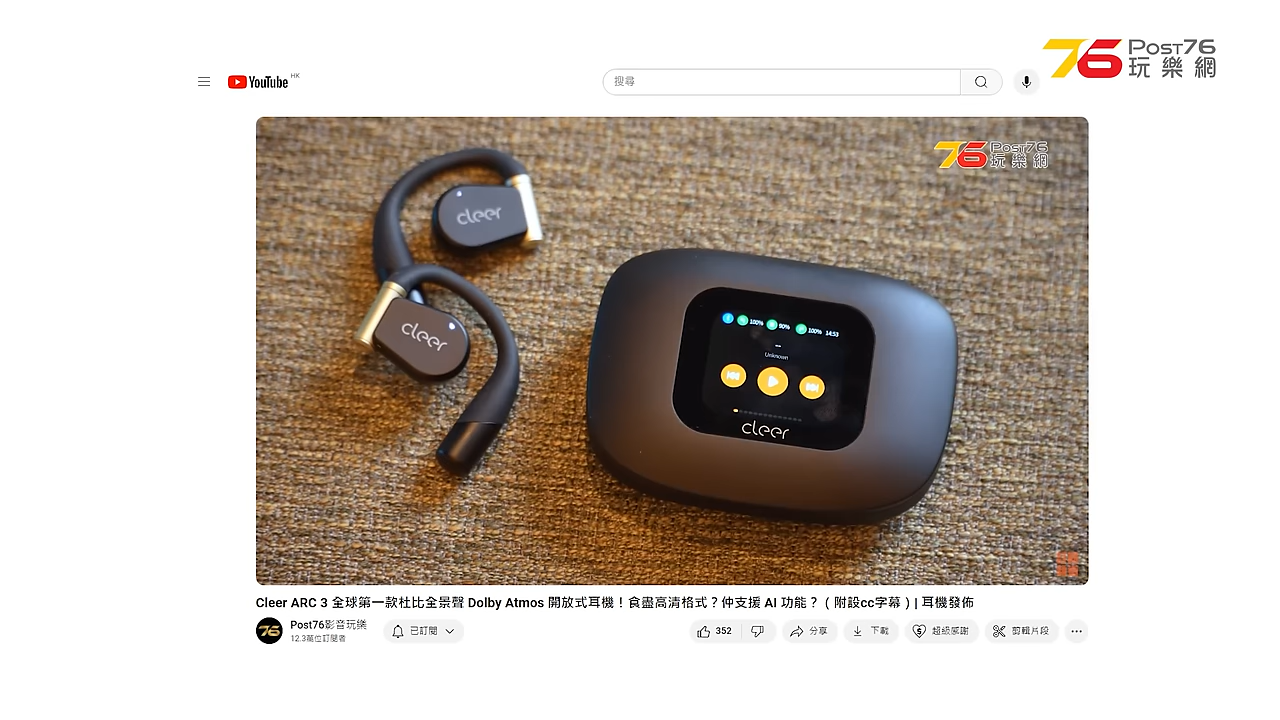 POST76
玩樂網
YouTube HK
搜尋
76 POST76
玩樂網
cleer
cleer
100% 90% 100% 14:53
--
Unknown
cleer
Cleer ARC 3 全球第一款杜比全景聲 Dolby Atmos 開放式耳機！食盡高清格式？仲支援 AI 功能？（附設cc字幕）| 耳機發佈
76
Post76影音玩樂
12.3萬位訂閱者
已訂閱
352
分享
下載
超級感謝
剪輯片段